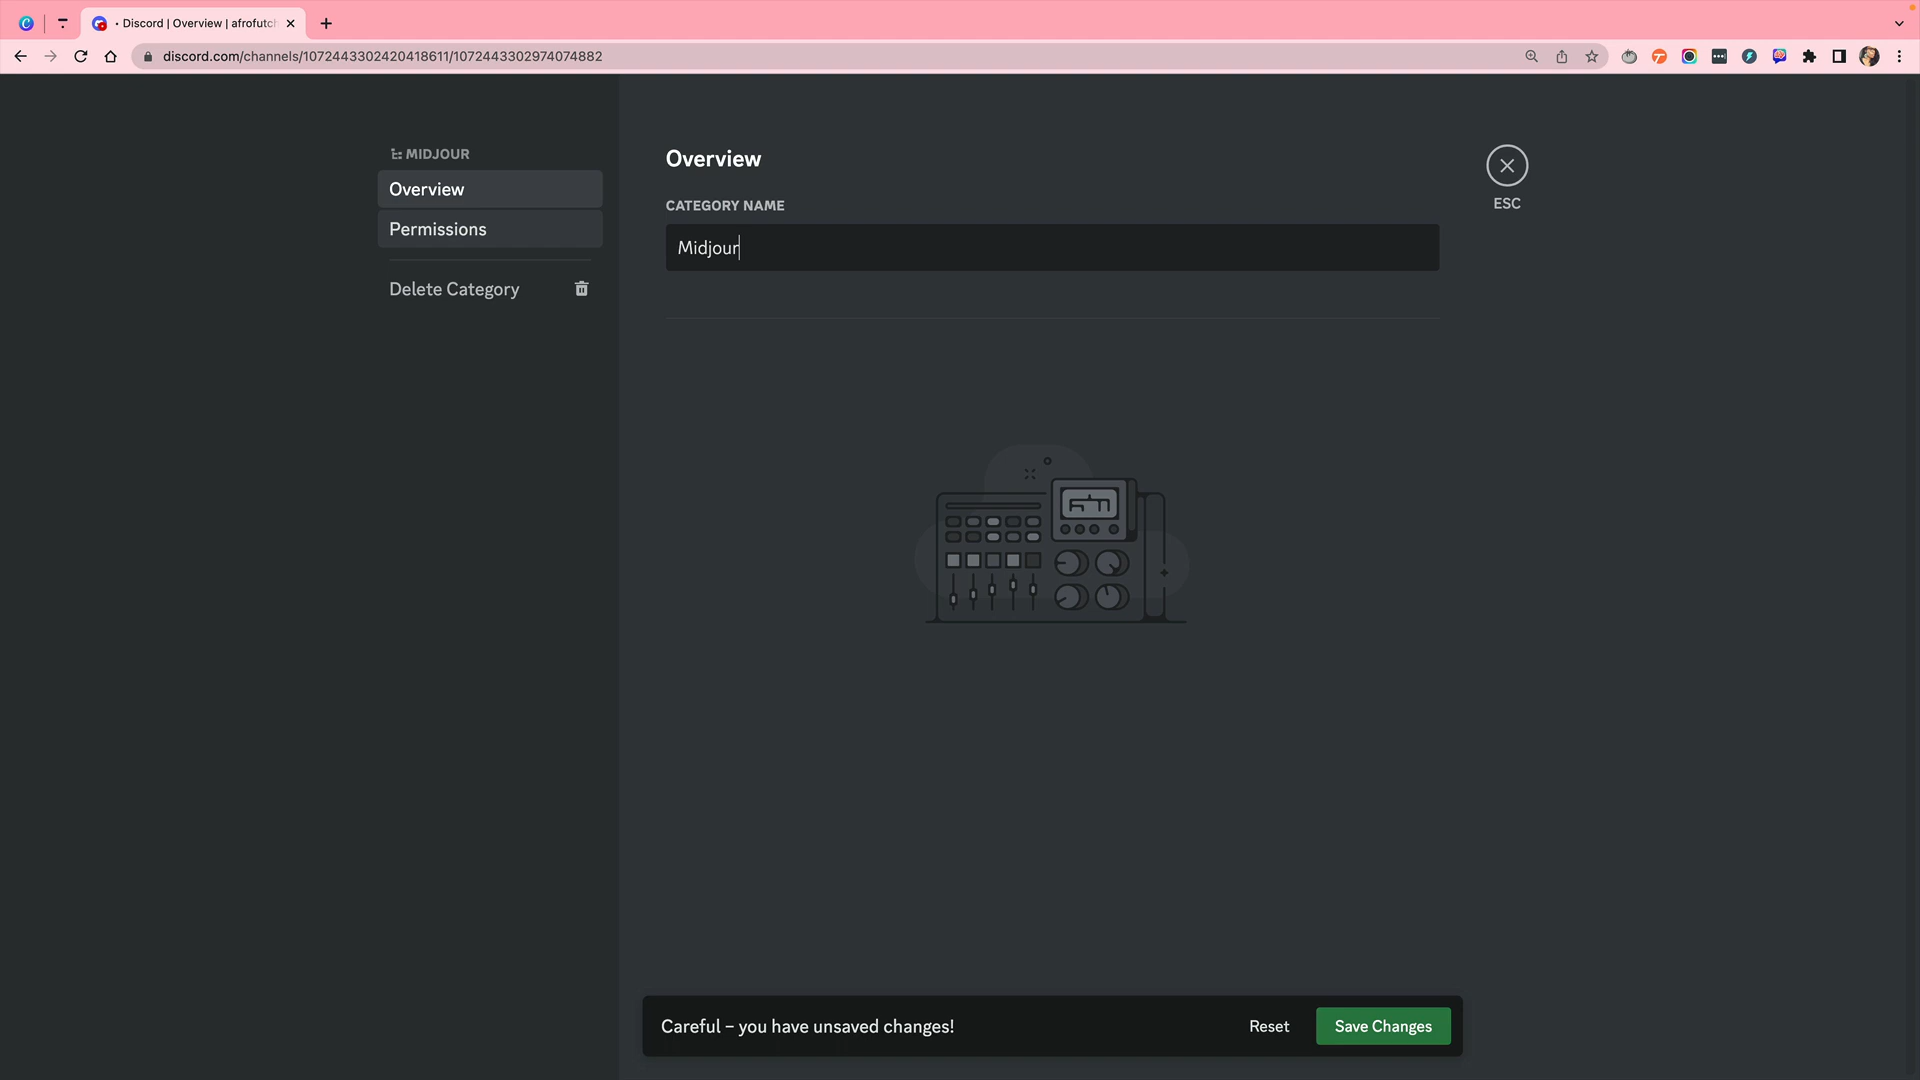 • Discord | Overview | afrofutch
discord.com/channels/1072443302420418611/1072443302974074882
MIDJOUR
Overview
Permissions
Delete Category
Overview
CATEGORY NAME
Midjour
ESC
Careful – you have unsaved changes!
Reset
Save Changes